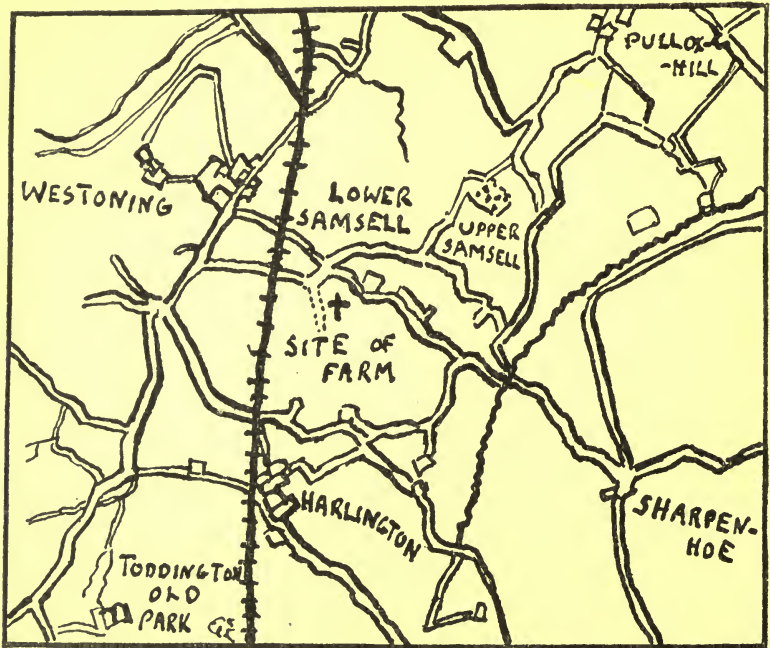 PULLOX-
-HILL
WESTONING
LOWER
SAMSELL
UPPER
SAMSELL
SITE OF
FARM
HARLINGTON
SHARPEN-
HOE
TODDINGTON
OLD
PARK